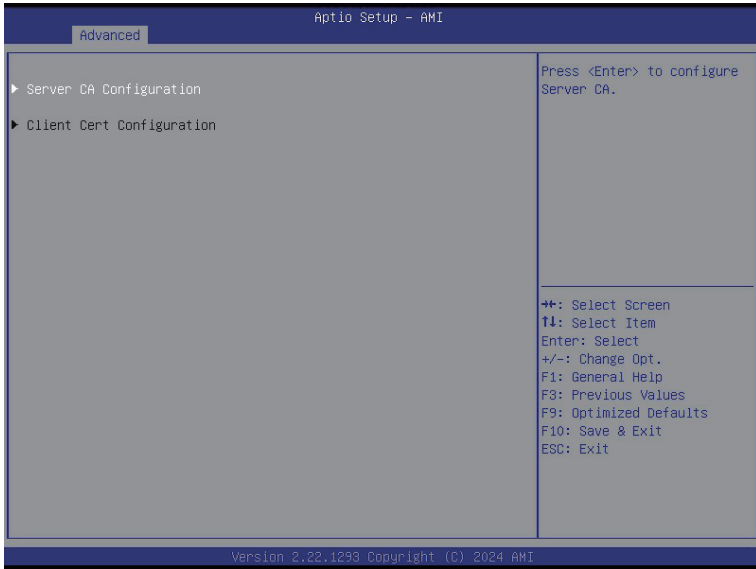 Aptio Setup - AMI
Advanced
▶ Server CA Configuration
▶ Client Cert Configuration
Press <Enter> to configure
Server CA.
→←: Select Screen
↑↓: Select Item
Enter: Select
+/-: Change Opt.
F1: General Help
F3: Previous Values
F9: Optimized Defaults
F10: Save & Exit
ESC: Exit
Version 2.22.1293 Copyright (C) 2024 AMI